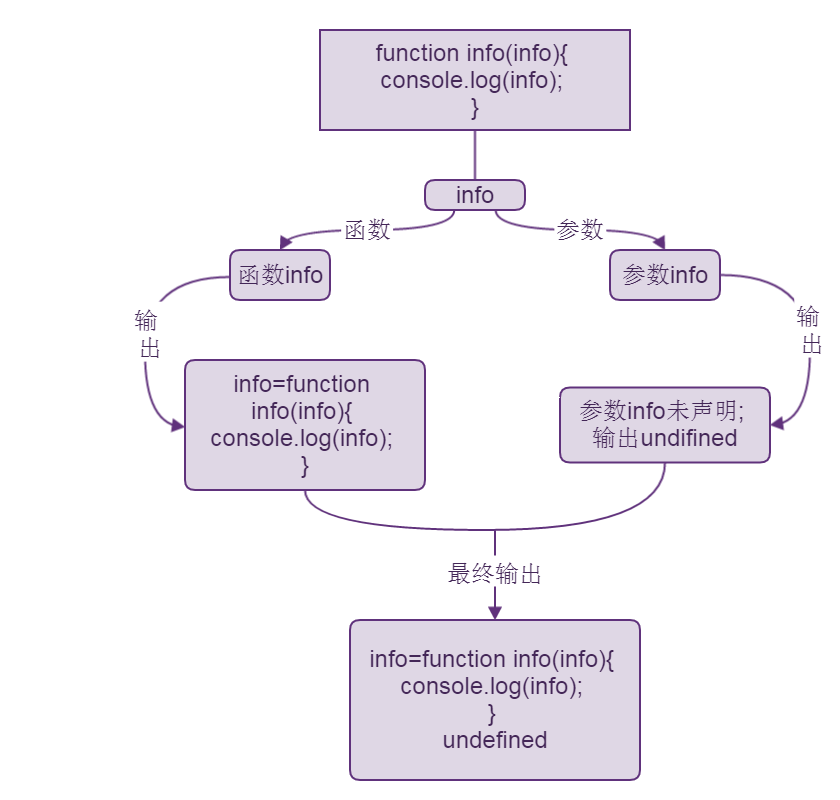 function info(info){
console.log(info);
}
info
函数
参数
函数info
参数info
输
出
输
出
info=function
info(info){
console.log(info);
}
参数info未声明;
输出undifined
最终输出
info=function info(info){
console.log(info);
}
undefined